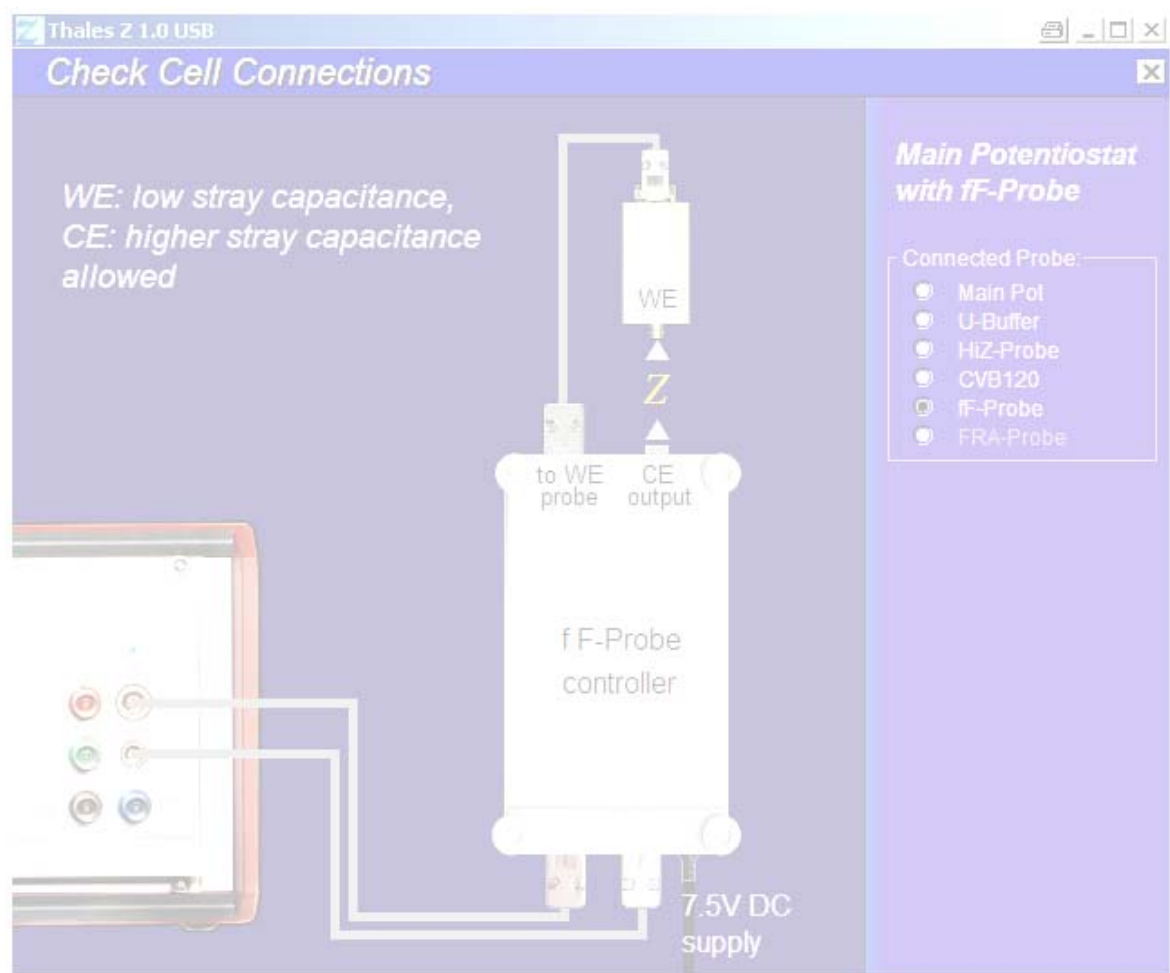 Thales Z 1.0 USB
Check Cell Connections
WE: low stray capacitance,
CE: higher stray capacitance
allowed
WE
Z
to WE
probe
CE
output
f F-Probe
controller
7.5V DC
supply
Main Potentiostat
with fF-Probe
Connected Probe:
Main Pot
U-Buffer
HiZ-Probe
CVB120
fF-Probe
FRA-Probe